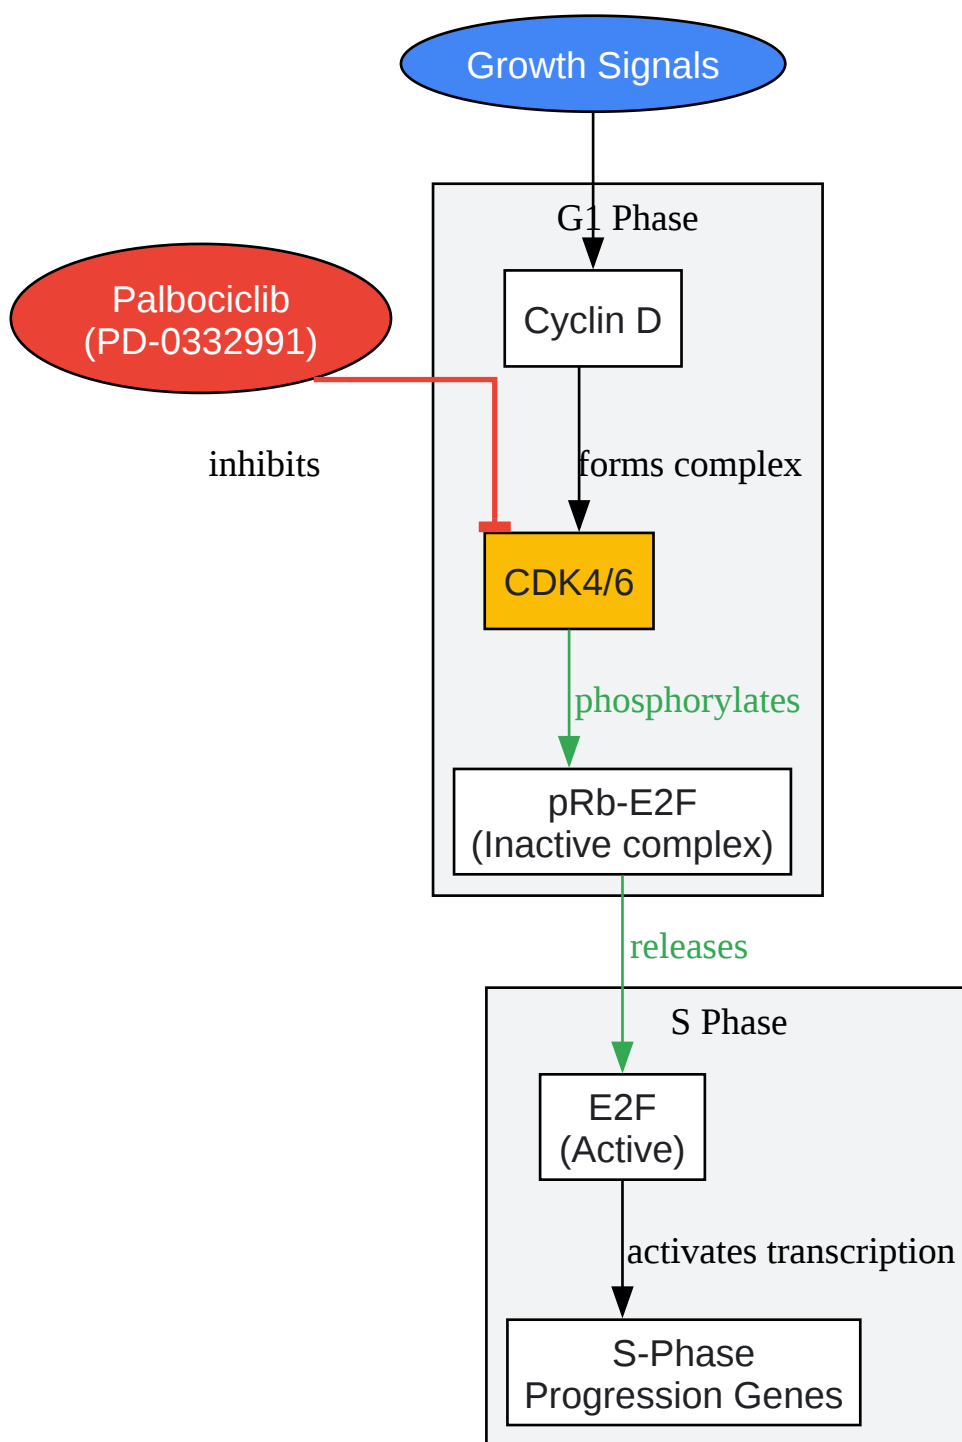 Growth Signals
G1 Phase
Palbociclib
(PD-0332991)
Cyclin D
inhibits
forms complex
CDK4/6
phosphorylates
pRb-E2F
(Inactive complex)
releases
S Phase
E2F
(Active)
activates transcription
S-Phase
Progression Genes